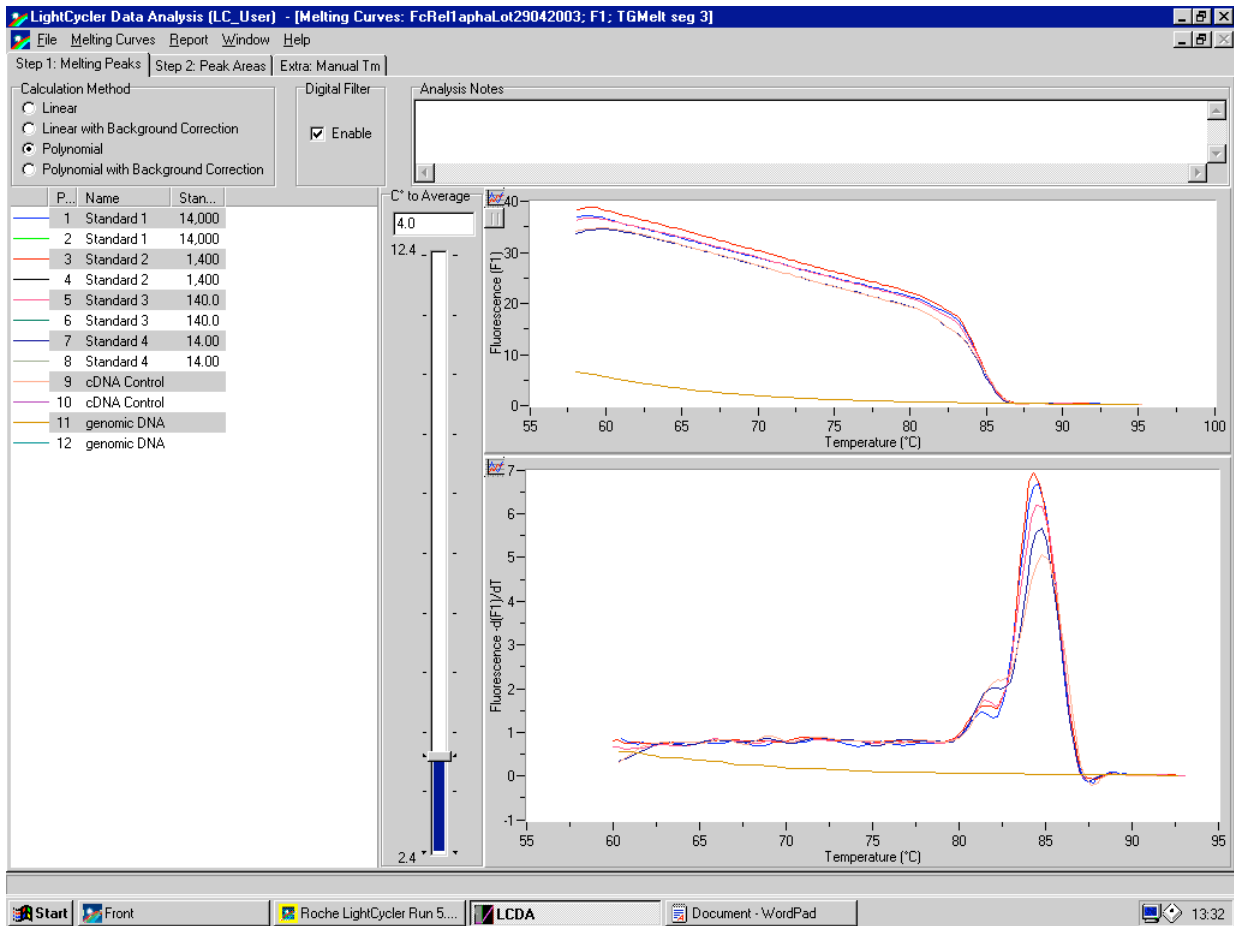 LightCycler Data Analysis (LC_User) - [Melting Curves: FcReI1aphaLot29042003; F1; TGMelt seg 3]
File Melting Curves Report Window Help
Step 1: Melting Peaks Step 2: Peak Areas Extra: Manual Tm
Calculation Method Digital Filter Analysis Notes
Linear
Linear with Background Correction Enable
Polynomial
Polynomial with Background Correction
P... Name Stan...
1 Standard 1 14,000
2 Standard 1 14,000
3 Standard 2 1,400
4 Standard 2 1,400
5 Standard 3 140.0
6 Standard 3 140.0
7 Standard 4 14.00
8 Standard 4 14.00
9 cDNA Control
10 cDNA Control
11 genomic DNA
12 genomic DNA
C° to Average
4.0
12.4
2.4
40
30
20
10
0
Fluorescence (F1)
55 60 65 70 75 80 85 90 95 100
Temperature (°C)
7
6
5
4
3
2
1
0
-1
Fluorescence -d(F1)/dT
55 60 65 70 75 80 85 90 95
Temperature (°C)
Start Front Roche LightCycler Run 5.... LCDA Document - WordPad 13:32